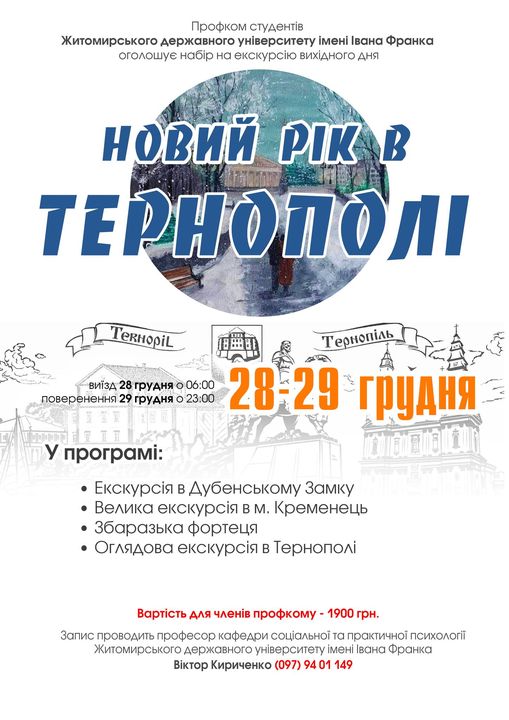 Профком студентів
Житомирського державного університету імені Івана Франка
оголошує набір на екскурсію вихідного дня
НОВИЙ РІК В
ТЕРНОПОЛІ
Тернопіль
виїзд 28 грудня о 06:00
поверенення 29 грудня о 23:00
28-29 грудня
У програмі:
• Екскурсія в Дубенському Замку
• Велика екскурсія в м. Кременець
• Збаразька фортеця
• Оглядова екскурсія в Тернополі
Вартість для членів профкому - 1900 грн.
Запис проводить професор кафедри соціальної та практичної психології
Житомирського державного університету імені Івана Франка
Віктор Кириченко (097) 94 01 149